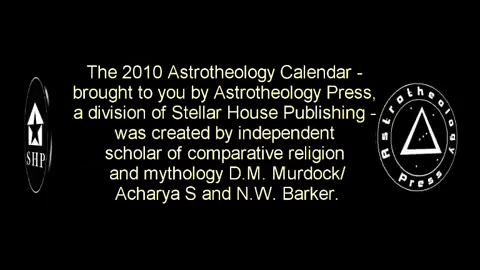 The 2010 Astrotheology Calendar -
brought to you by Astrotheology Press,
a division of Stellar House Publishing -
was created by independent
scholar of comparative religion
and mythology D.M. Murdock/
Acharya S and N.W. Barker.
SHP
Astrotheology
Press